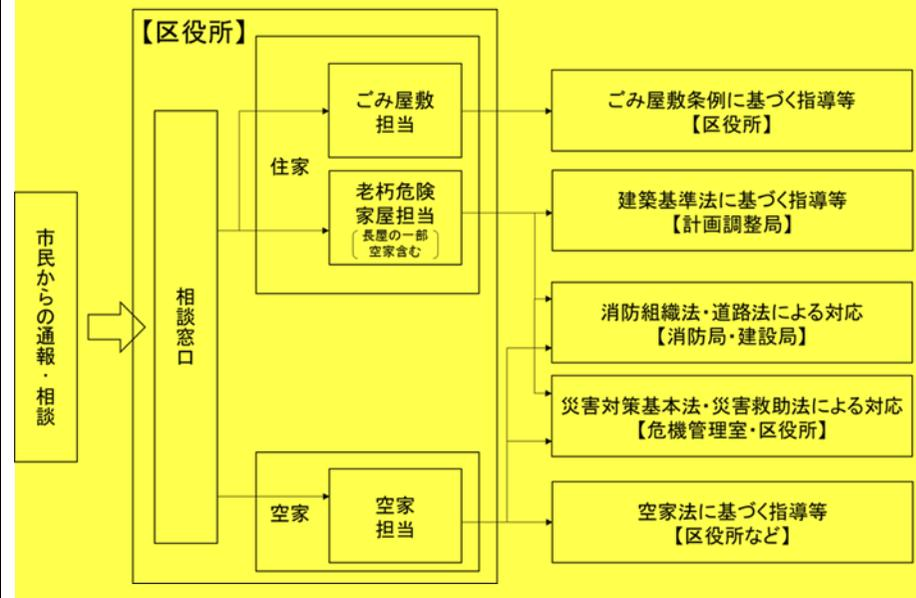 【区役所】
市民からの通報・相談
相談窓口
住家
ごみ屋敷
担当
老朽危険
家屋担当
長屋の一部
空家含む
空家
空家
担当
ごみ屋敷条例に基づく指導等
【区役所】
建築基準法に基づく指導等
【計画調整局】
消防組織法・道路法による対応
【消防局・建設局】
災害対策基本法・災害救助法による対応
【危機管理室・区役所】
空家法に基づく指導等
【区役所など】